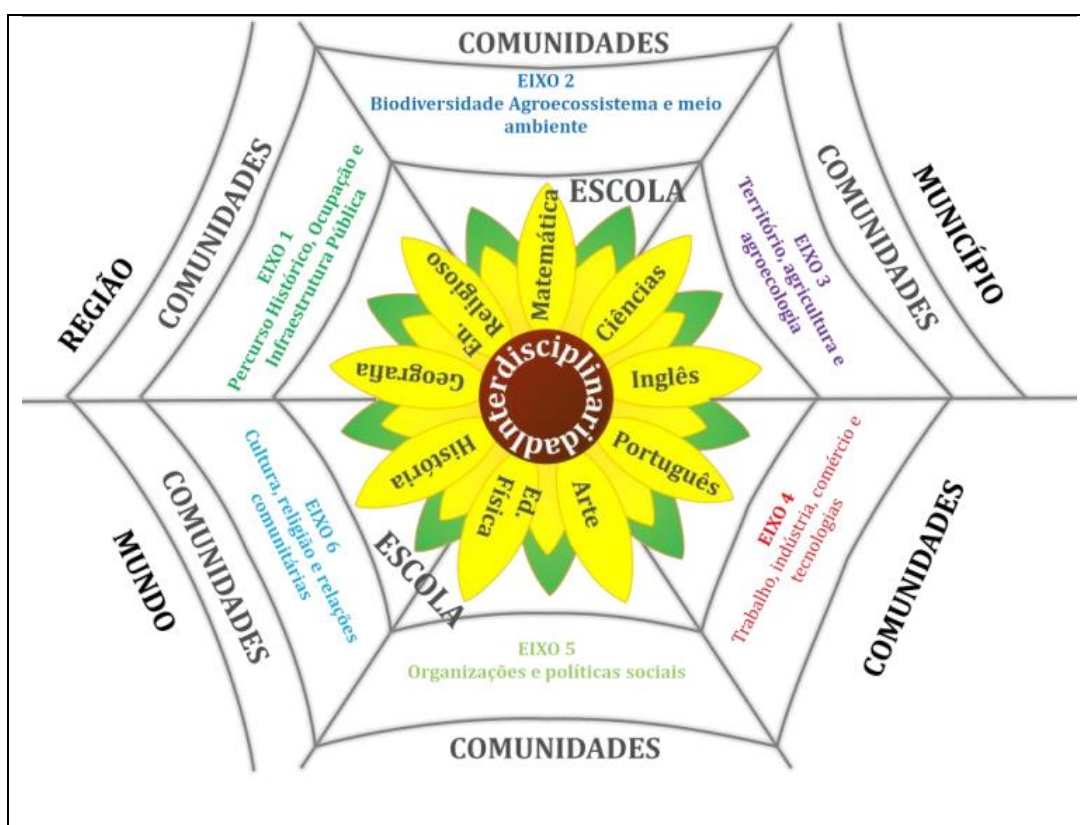 COMUNIDADES
EIXO 2
Biodiversidade Agroecossistema e meio
ambiente
COMUNIDADES
EIXO 1
Percurso Histórico, Ocupação e
Infraestrutura Pública
REGIÃO
ESCOLA
EIXO 3
Território, agricultura e
agroecologia
COMUNIDADES
MUNICÍPIO
Matemática
Ciências
Inglês
Português
Arte
Ed.
Física
História
Geografia
En.
Religioso
Interdisciplinaridad
MUNDO
COMUNIDADES
EIXO 6
Cultura, religião e relações
comunitárias
ESCOLA
EIXO 4
Trabalho, indústria, comércio e
tecnologias
COMUNIDADES
EIXO 5
Organizações e políticas sociais
COMUNIDADES